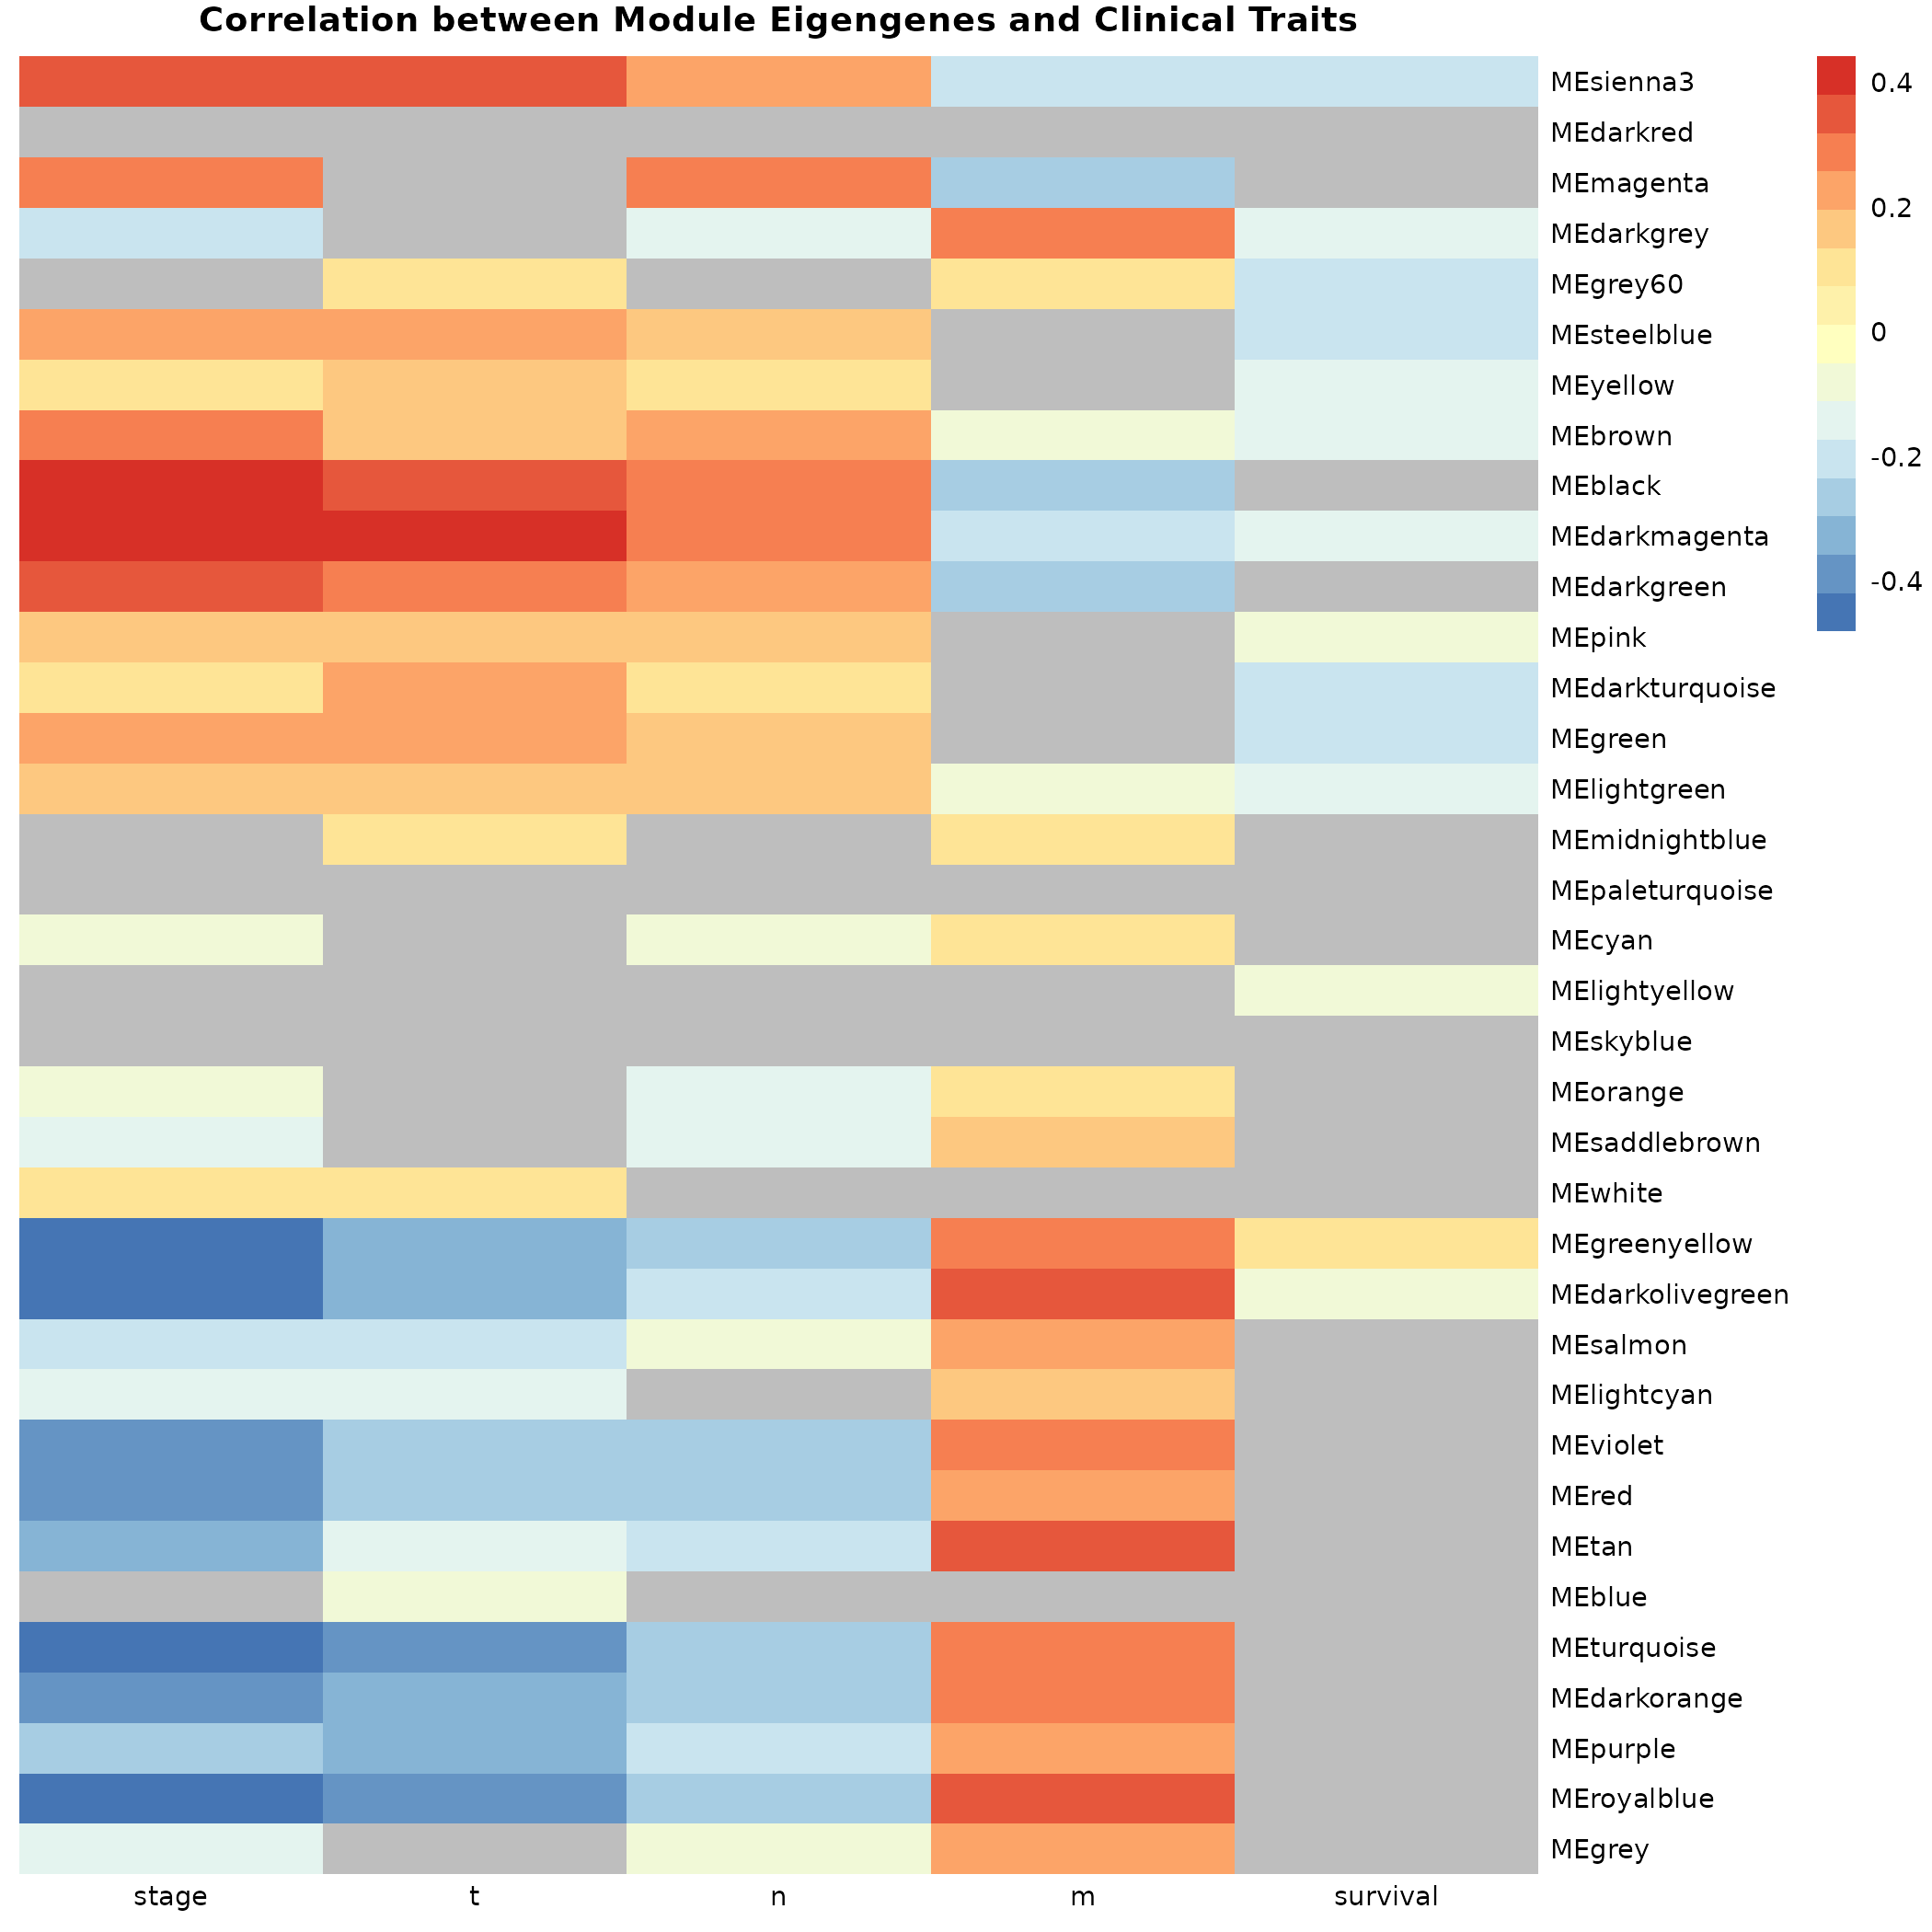 Correlation between Module Eigengenes and Clinical Traits
MEsienna3
MEdarkred
MEmagenta
MEdarkgrey
MEgrey60
MEsteelblue
MEyellow
MEbrown
MEblack
MEdarkmagenta
MEdarkgreen
MEpink
MEdarkturquoise
MEgreen
MElightgreen
MEmidnightblue
MEpaleturquoise
MEcyan
MElightyellow
MEskyblue
MEorange
MEsaddlebrown
MEwhite
MEgreenyellow
MEdarkolivegreen
MEsalmon
MElightcyan
MEviolet
MEred
MEtan
MEblue
MEturquoise
MEdarkorange
MEpurple
MEroyalblue
MEgrey
0.4
0.2
0
-0.2
-0.4
stage t n m survival